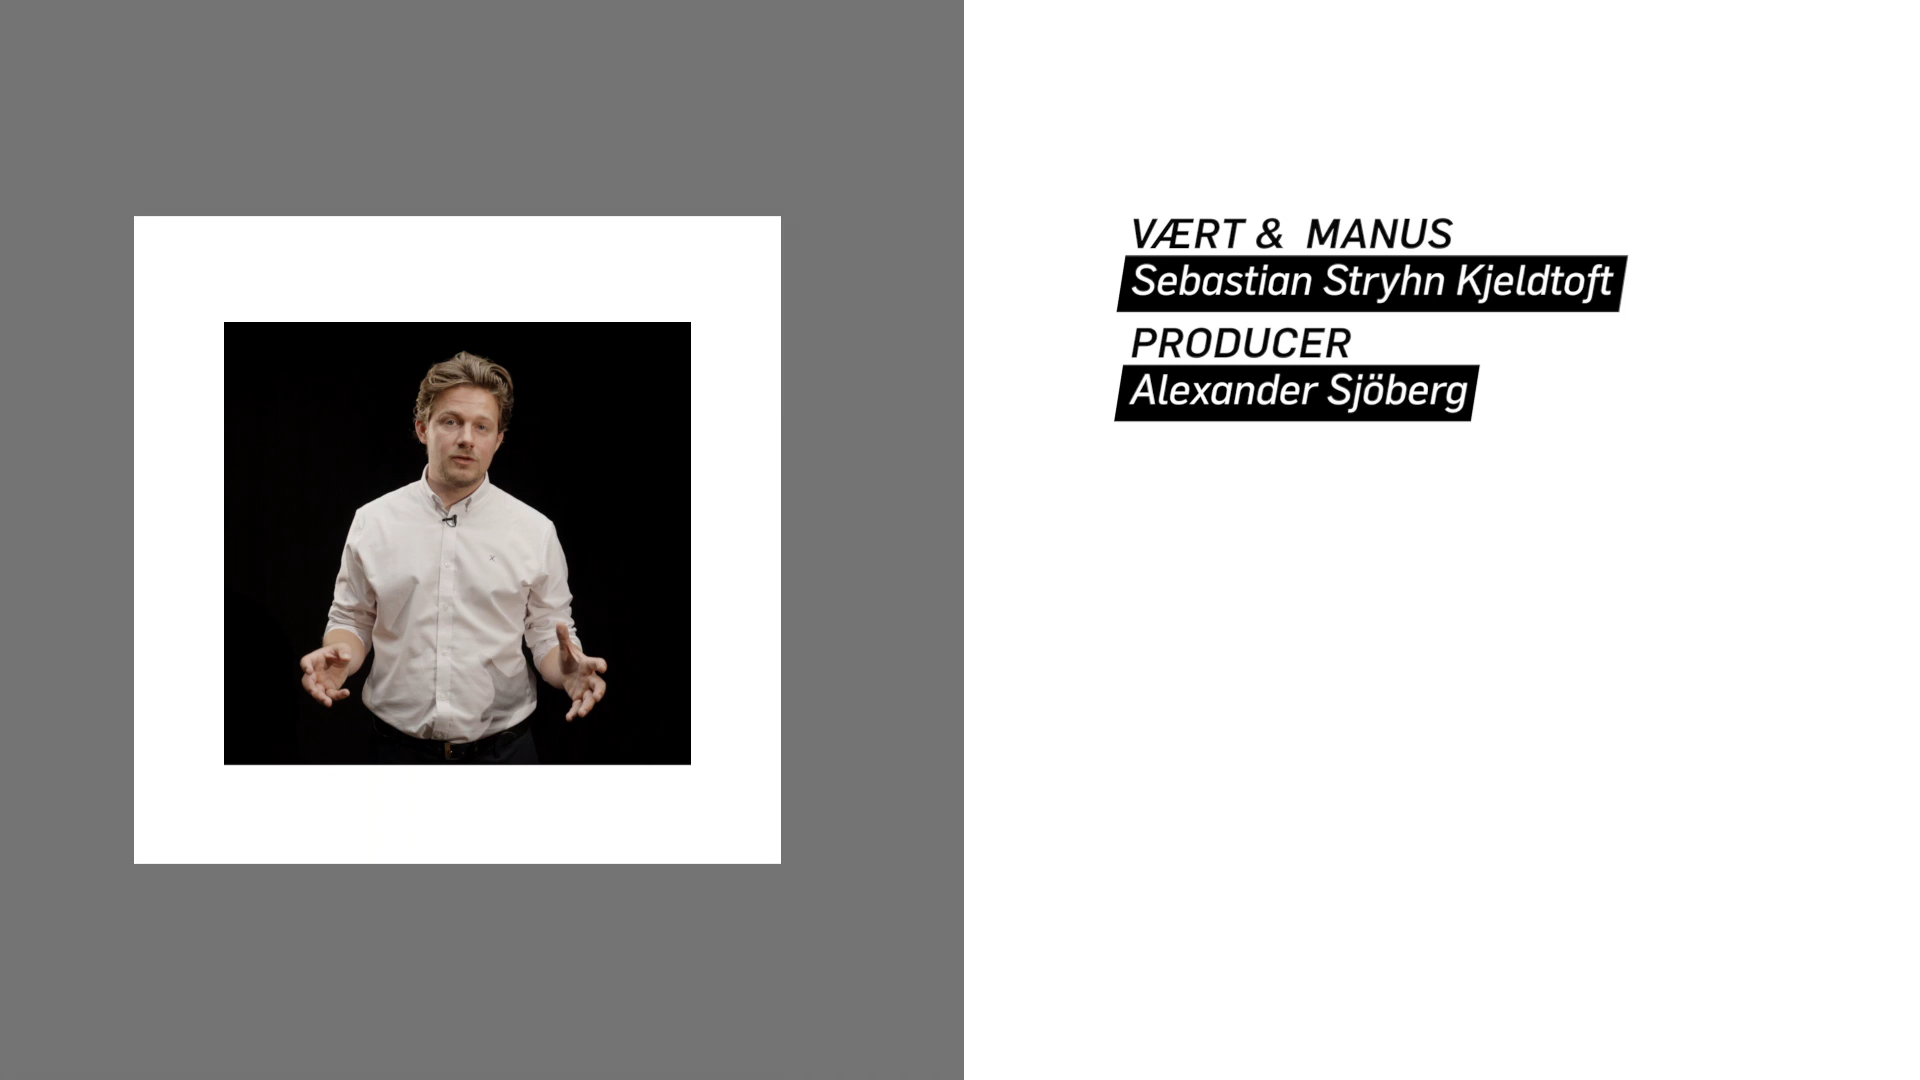 VÆRT & MANUS
Sebastian Stryhn Kjeldtoft
PRODUCER
Alexander Sjöberg